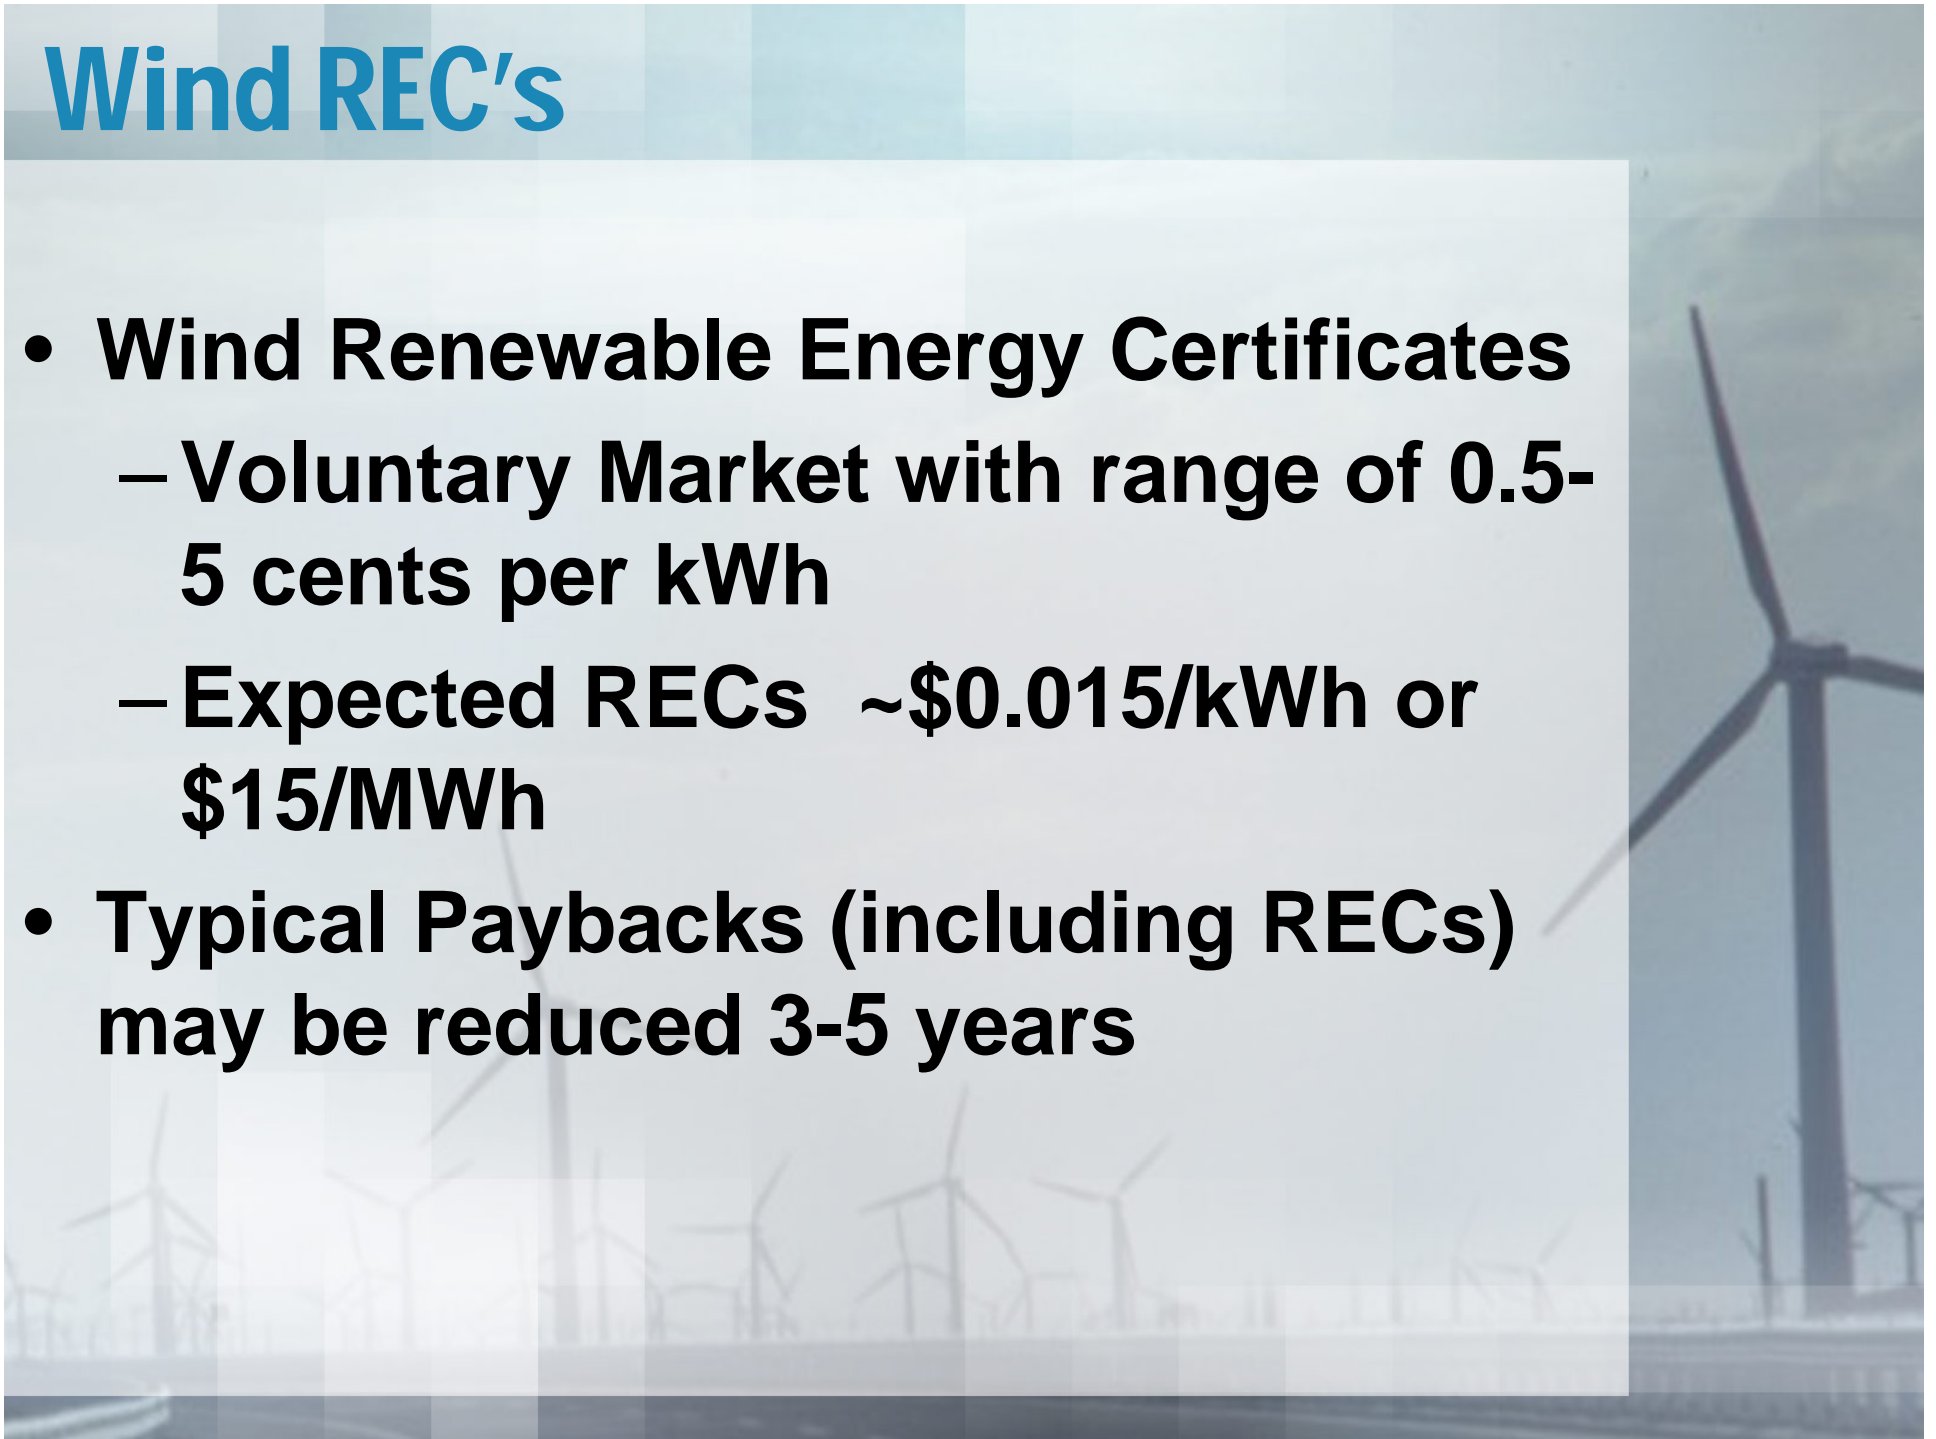 Wind REC's
• Wind Renewable Energy Certificates
– Voluntary Market with range of 0.5-
5 cents per kWh
– Expected RECs ~$0.015/kWh or
$15/MWh
• Typical Paybacks (including RECs)
may be reduced 3-5 years